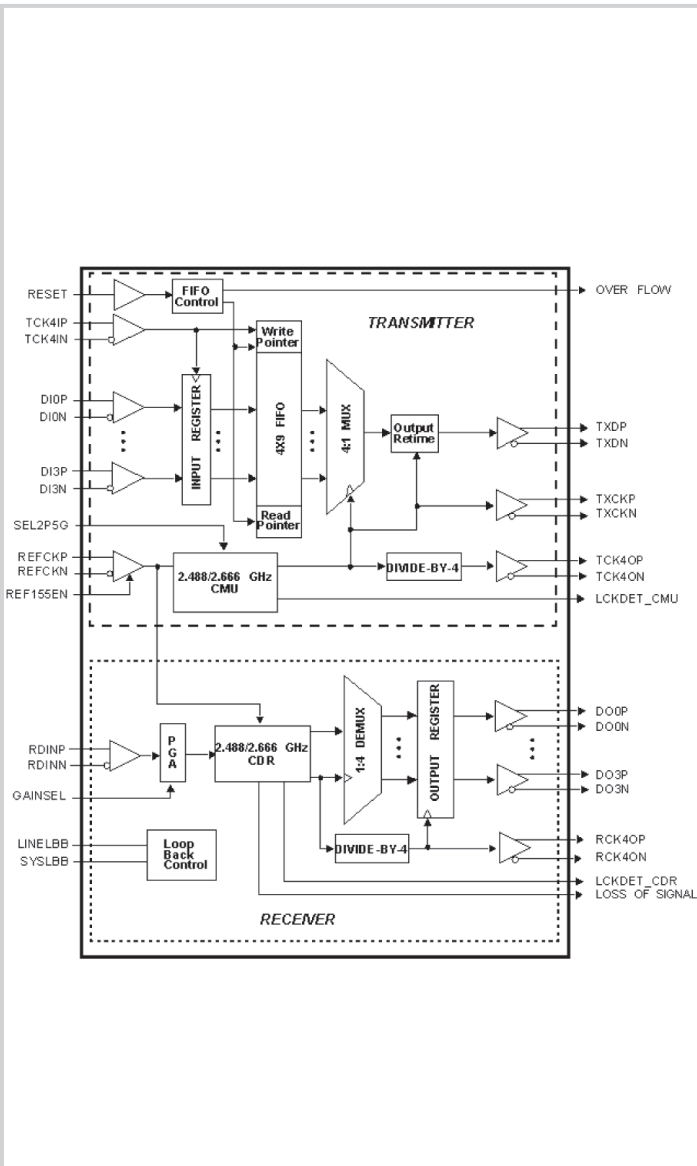 RESET
FIFO
Control
OVER FLOW
TCK4IP
TCK4IN
TRANSMITTER
Write
Pointer
DI0P
DI0N
DI3P
DI3N
INPUT REGISTER
4X9 FIFO
4:1 MUX
Output
Retime
TXDP
TXDN
Read
Pointer
TXCKP
TXCKN
SEL2P5G
REFCKP
REFCKN
REF155EN
2.488/2.666 GHz
CMU
DIVIDE-BY-4
TCK4OP
TCK4ON
LCKDET_CMU
RDINP
RDINN
PGA
GAINSEL
2.488/2.666 GHz
CDR
1:4 DEMUX
OUTPUT REGISTER
DO0P
DO0N
DO3P
DO3N
LINELBB
SYSLBB
Loop
Back
Control
DIVIDE-BY-4
RCK4OP
RCK4ON
LCKDET_CDR
LOSS OF SIGNAL
RECEIVER